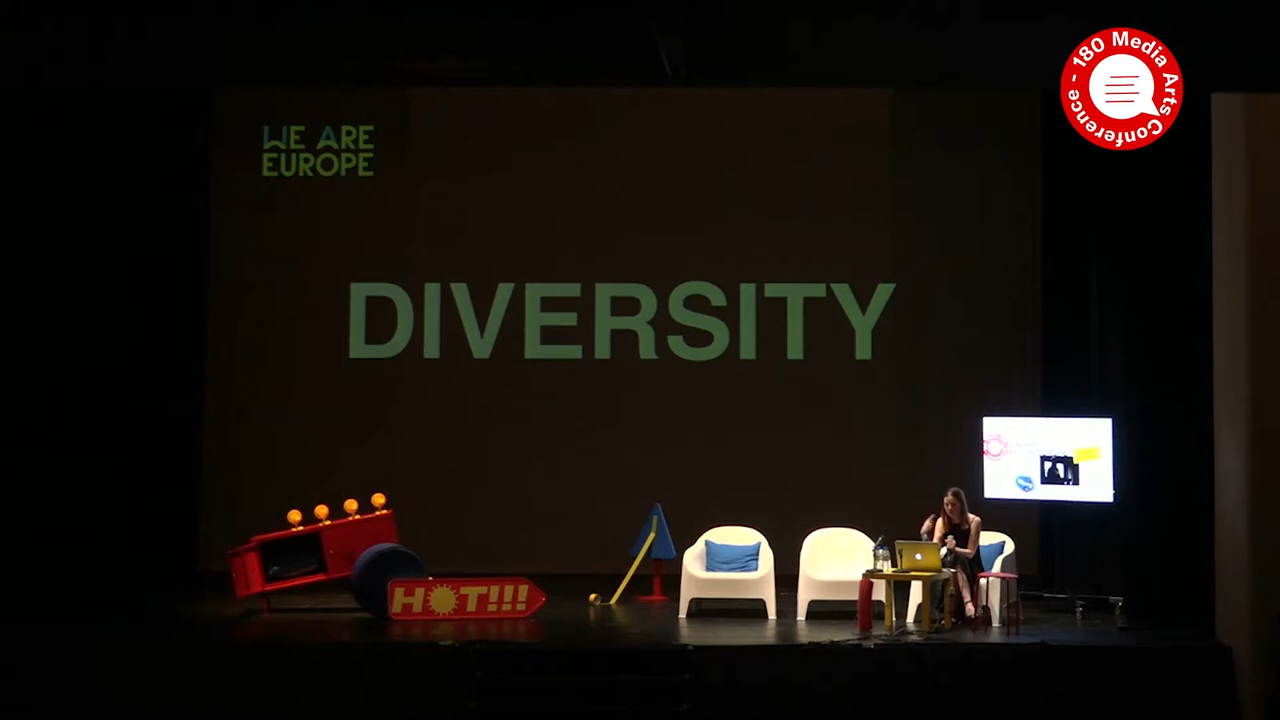 180 Media Arts Conference -
WE ARE
EUROPE
DIVERSITY
HOT!!!